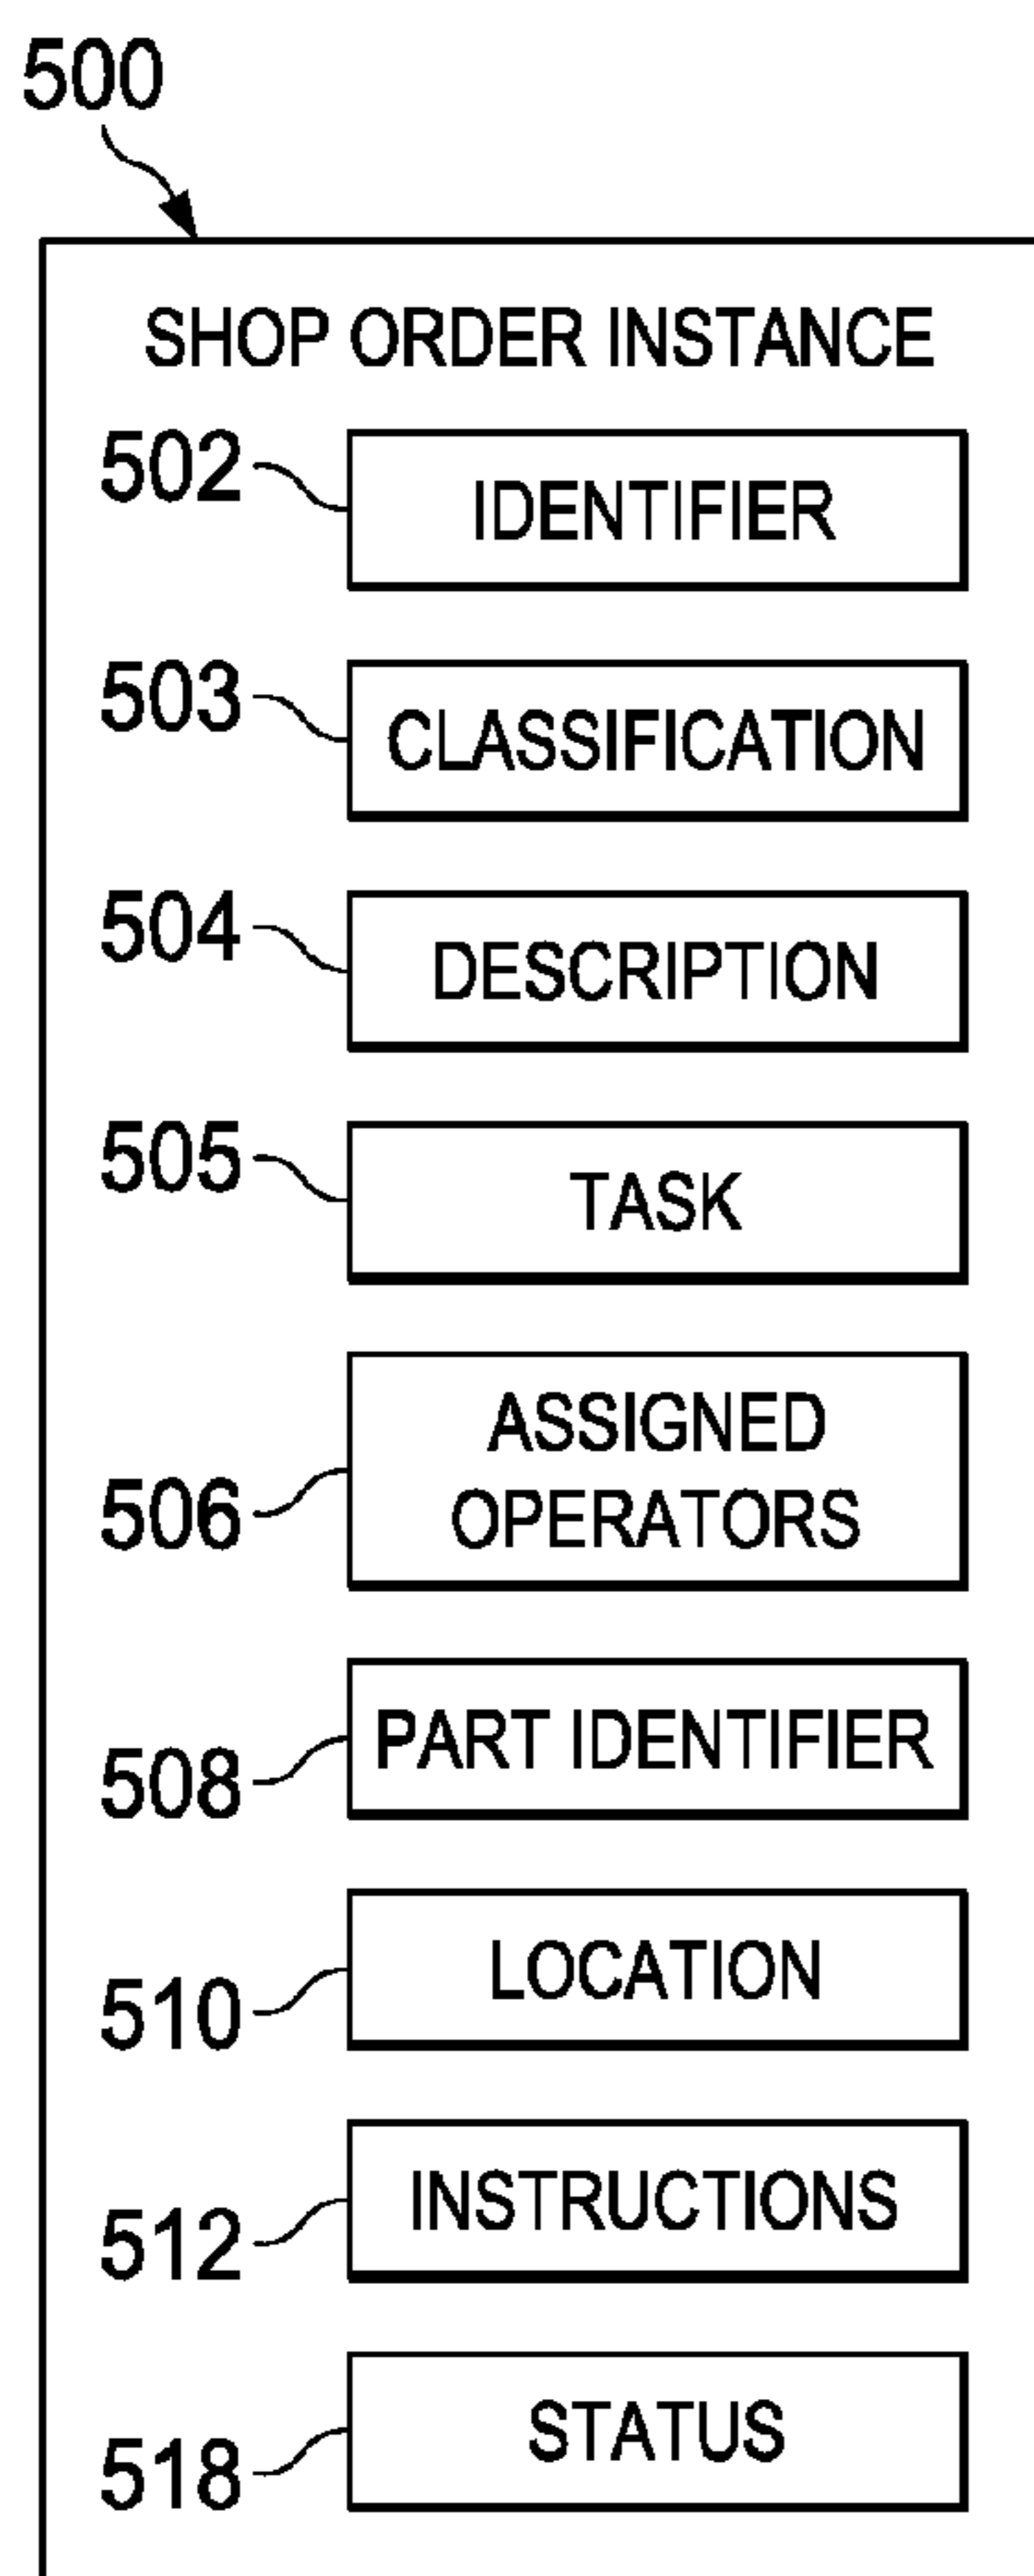 500
SHOP ORDER INSTANCE
502
IDENTIFIER
503
CLASSIFICATION
504
DESCRIPTION
505
TASK
506
ASSIGNED
OPERATORS
508
PART IDENTIFIER
510
LOCATION
512
INSTRUCTIONS
518
STATUS